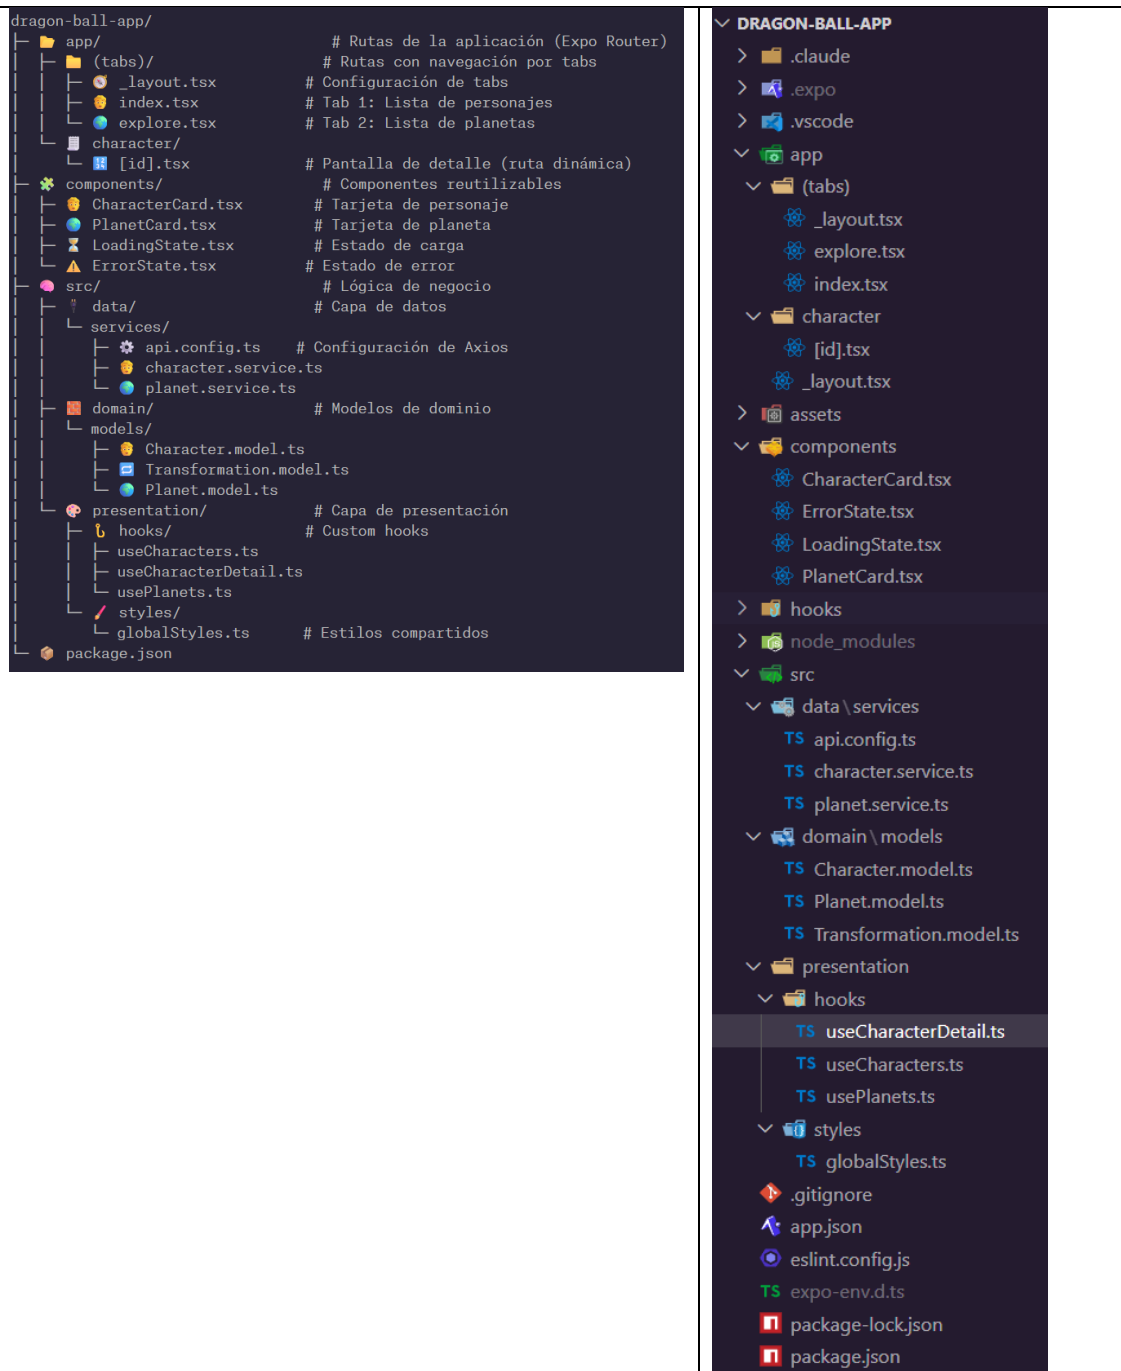 dragon-ball-app/
├─ 📂 app/ # Rutas de la aplicación (Expo Router)
│ ├─ 📁 (tabs)/ # Rutas con navegación por tabs
│ │ ├─ 🧭 _layout.tsx # Configuración de tabs
│ │ ├─ index.tsx # Tab 1: Lista de personajes
│ │ └─ explore.tsx # Tab 2: Lista de planetas
│ └─ character/
│ └─ [id].tsx # Pantalla de detalle (ruta dinámica)
├─ 🧩 components/ # Componentes reutilizables
│ ├─ CharacterCard.tsx # Tarjeta de personaje
│ ├─ PlanetCard.tsx # Tarjeta de planeta
│ ├─ ⏳ LoadingState.tsx # Estado de carga
│ └─ ⚠️ ErrorState.tsx # Estado de error
├─ 🧠 src/ # Lógica de negocio
│ ├─ data/ # Capa de datos
│ │ └─ services/
│ │ ├─ ⚙️ api.config.ts # Configuración de Axios
│ │ ├─ character.service.ts
│ │ └─ planet.service.ts
│ ├─ 🧱 domain/ # Modelos de dominio
│ │ └─ models/
│ │ ├─ Character.model.ts
│ │ ├─ 🔁 Transformation.model.ts
│ │ └─ Planet.model.ts
│ └─ 🎨 presentation/ # Capa de presentación
│ ├─ 🪝 hooks/ # Custom hooks
│ │ ├─ useCharacters.ts
│ │ ├─ useCharacterDetail.ts
│ │ └─ usePlanets.ts
│ └─ 🖌️ styles/
│ └─ globalStyles.ts # Estilos compartidos
└─ 📦 package.json
DRAGON-BALL-APP
.claude
.expo
.vscode
app
(tabs)
_layout.tsx
explore.tsx
index.tsx
character
[id].tsx
_layout.tsx
assets
components
CharacterCard.tsx
ErrorState.tsx
LoadingState.tsx
PlanetCard.tsx
hooks
node_modules
src
data\services
TS api.config.ts
TS character.service.ts
TS planet.service.ts
domain\models
TS Character.model.ts
TS Planet.model.ts
TS Transformation.model.ts
presentation
hooks
TS useCharacterDetail.ts
TS useCharacters.ts
TS usePlanets.ts
styles
TS globalStyles.ts
.gitignore
app.json
eslint.config.js
TS expo-env.d.ts
package-lock.json
package.json